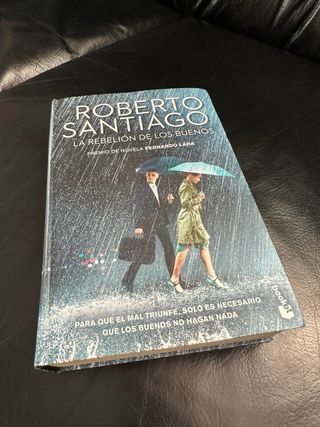 ROBERTO
SANTIAGO
LA REBELIÓN DE LOS BUENOS
PREMIO DE NOVELA FERNANDO LARA
PARA QUE EL MAL TRIUNFE, SOLO ES NECESARIO
QUE LOS BUENOS NO HAGAN NADA
booket